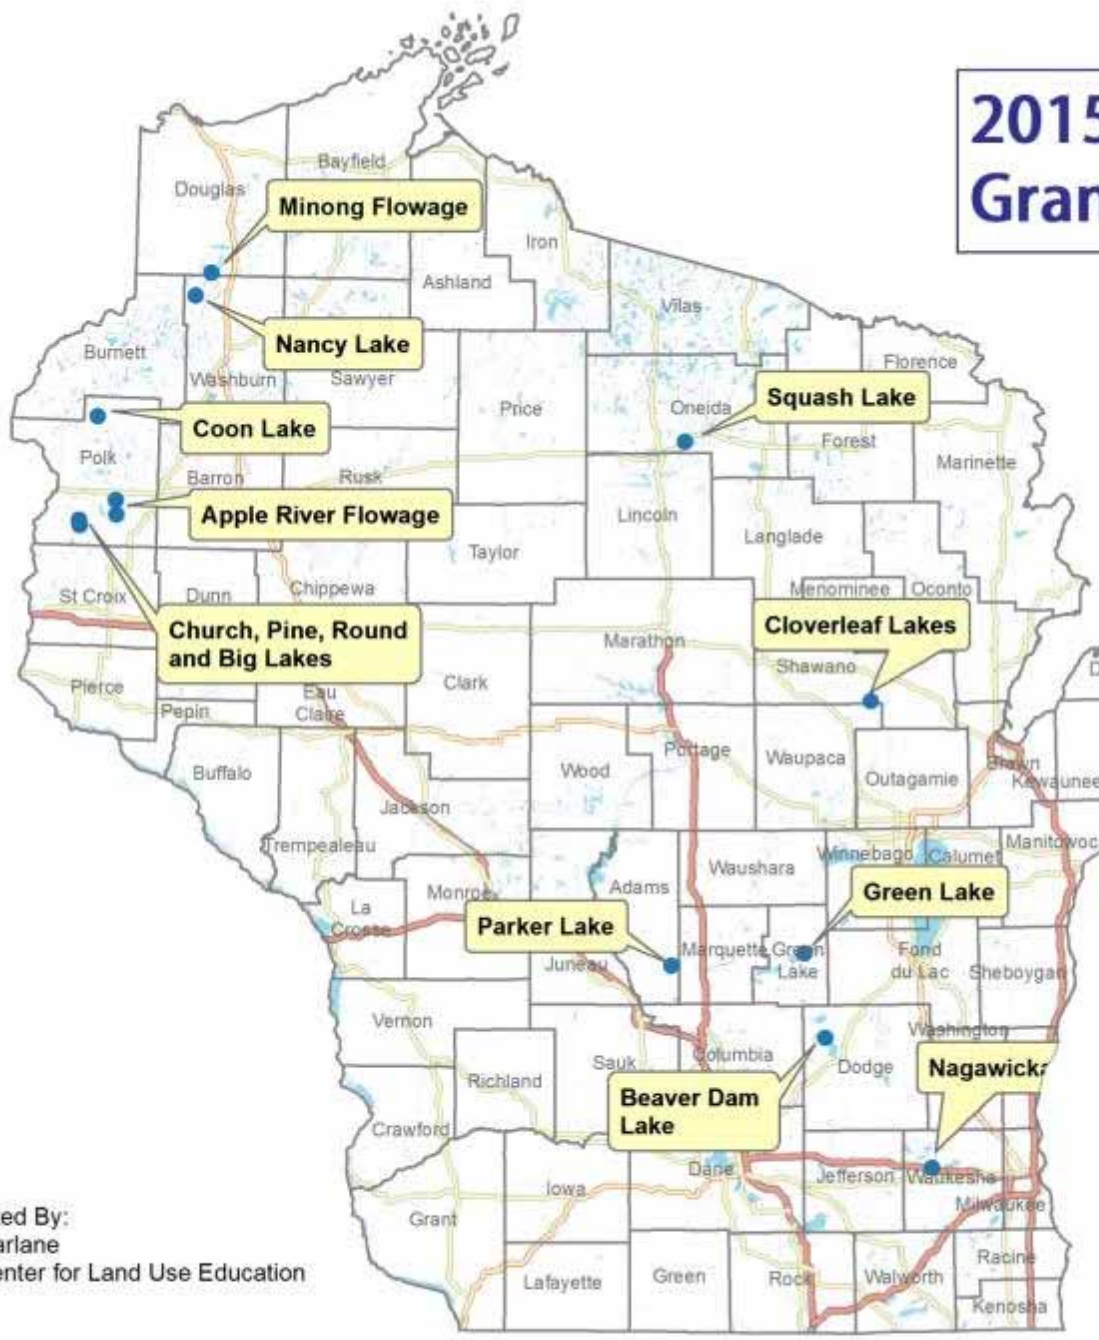 2015
Gran
Bayfield
Douglas
Minong Flowage
Iron
Ashland
Vilas
Nancy Lake
Burnett
Washburn
Sawyer
Florence
Price
Squash Lake
Oneida
Coon Lake
Forest
Polk
Marinette
Barron
Rusk
Apple River Flowage
Lincoln
Langlade
Taylor
St Croix
Dunn
Chippewa
Menominee
Oconto
Church, Pine, Round
and Big Lakes
Marathon
Cloverleaf Lakes
Shawano
Pierce
Clark
Eau
Claire
Pepin
Buffalo
Wood
Portage
Waupaca
Outagamie
Brown
Kewaunee
Jackson
Trempealeau
Winnebago
Calumet
Manitowoc
Waushara
Adams
Monroe
Green Lake
La
Crosse
Parker Lake
Juneau
Marquette
Green
Lake
Fond
du Lac
Sheboygan
Vernon
Washington
Columbia
Sauk
Dodge
Nagawicka
Richland
Beaver Dam
Lake
Crawford
Dane
Jefferson
Waukesha
Iowa
Milwaukee
Grant
ted By:
arlane
enter for Land Use Education
Lafayette
Green
Rock
Walworth
Racine
Kenosha